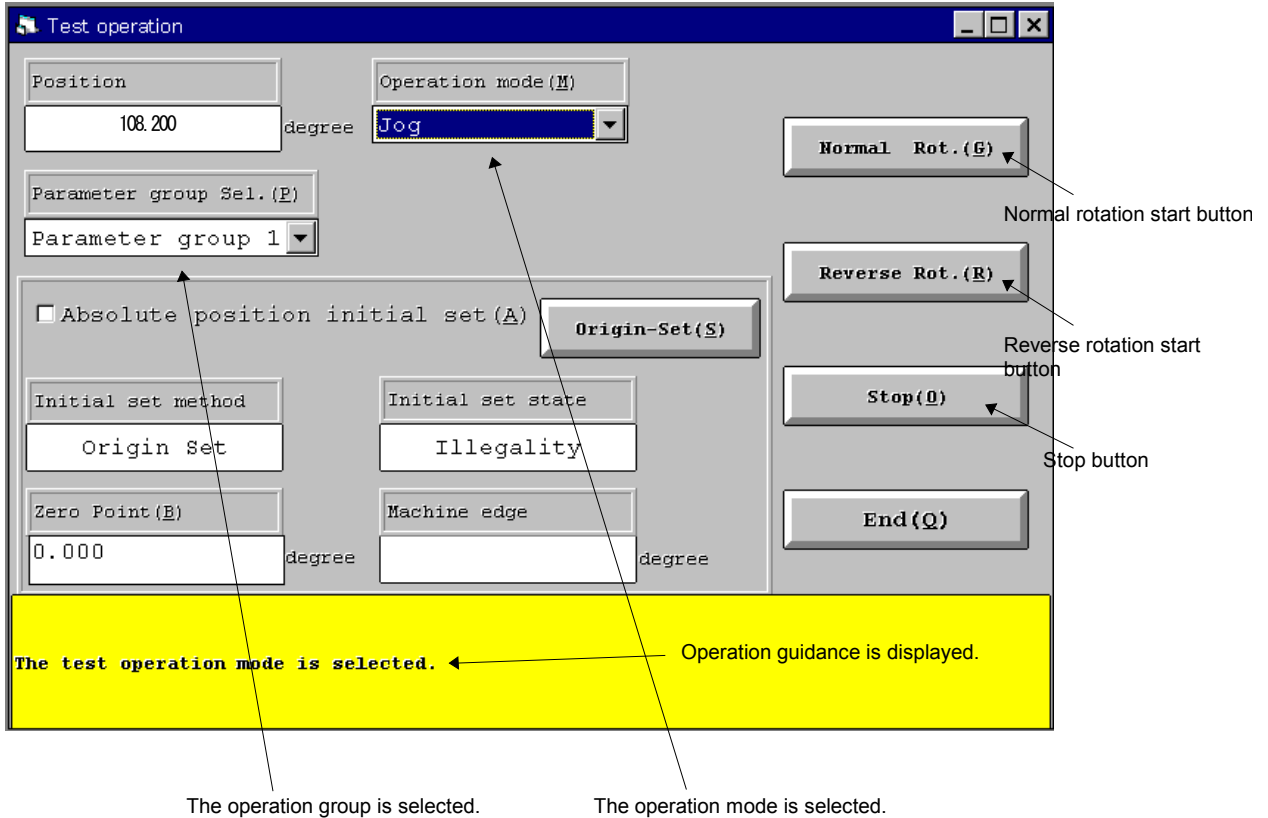 Test operation
Position
Operation mode(M)
108.200
degree
Jog
Normal Rot.(G)
Parameter group Sel.(P)
Normal rotation start button
Parameter group 1
Reverse Rot.(R)
Absolute position initial set(A)
Origin-Set(S)
Reverse rotation start
button
Initial set method
Initial set state
Stop(O)
Origin Set
Illegality
Stop button
Zero Point(B)
Machine edge
End(Q)
0.000
degree
degree
The test operation mode is selected.
Operation guidance is displayed.
The operation group is selected.
The operation mode is selected.